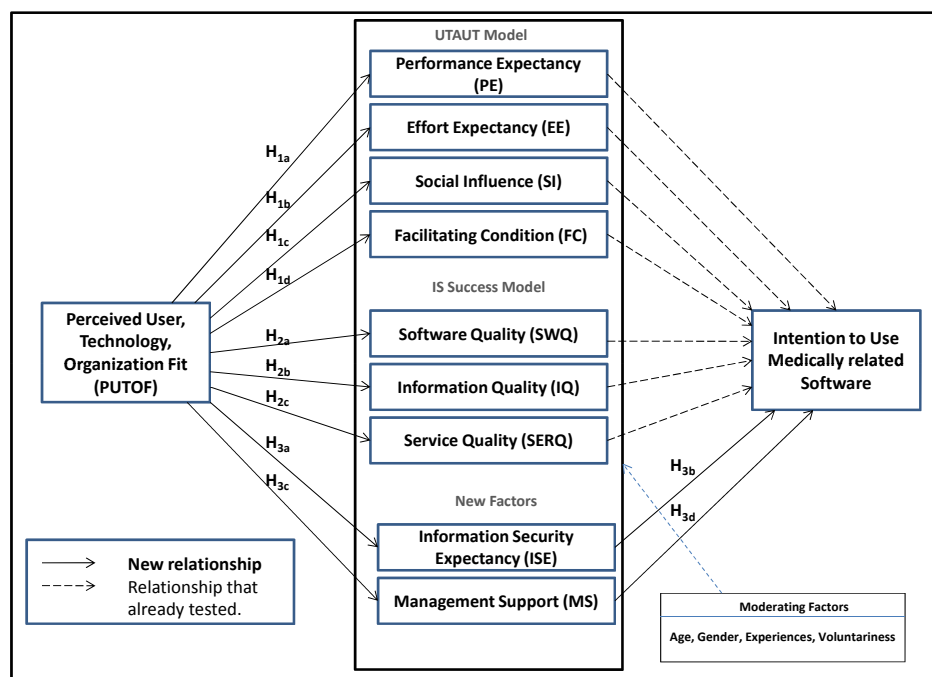 UTAUT Model
Performance Expectancy
(PE)
Effort Expectancy (EE)
Social Influence (SI)
Facilitating Condition (FC)
IS Success Model
Software Quality (SWQ)
Information Quality (IQ)
Service Quality (SERQ)
New Factors
Information Security
Expectancy (ISE)
Management Support (MS)
H1a
H1b
H1c
H1d
H2a
H2b
H2c
H3a
H3c
Perceived User,
Technology,
Organization Fit
(PUTOF)
Intention to Use
Medically related
Software
H3b
H3d
New relationship
Relationship that
already tested.
Moderating Factors
Age, Gender, Experiences, Voluntariness